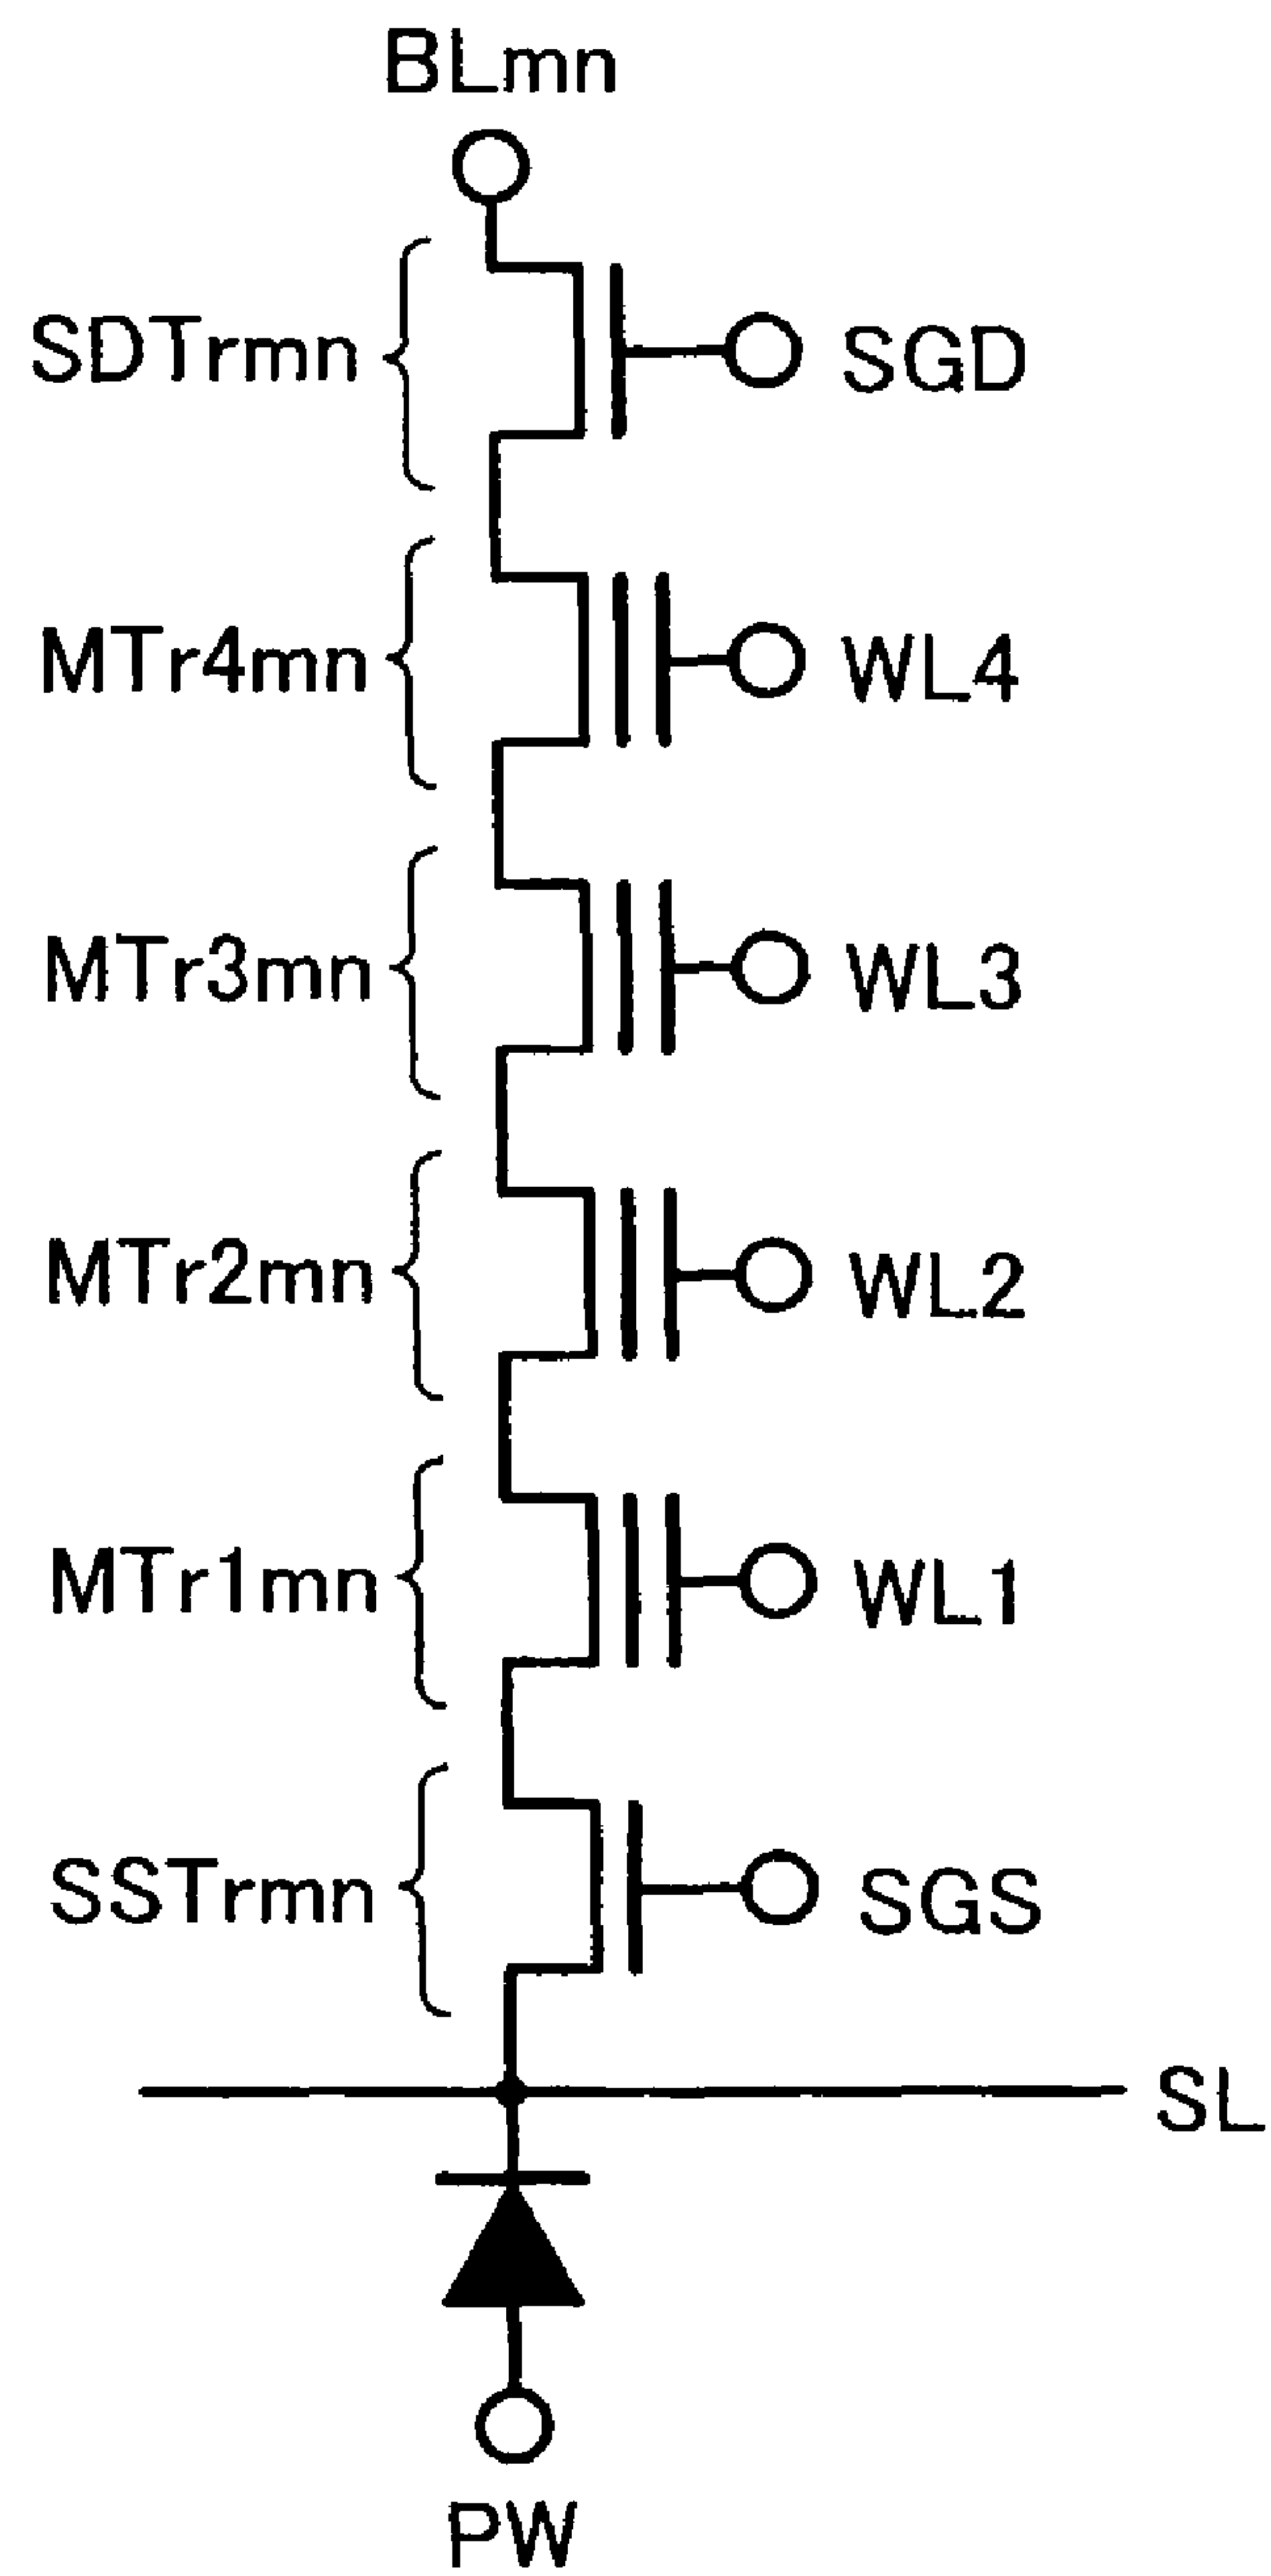 BLmn
SDTrmn
SGD
MTr4mn
WL4
MTr3mn
WL3
MTr2mn
WL2
MTr1mn
WL1
SSTrmn
SGS
SL
PW